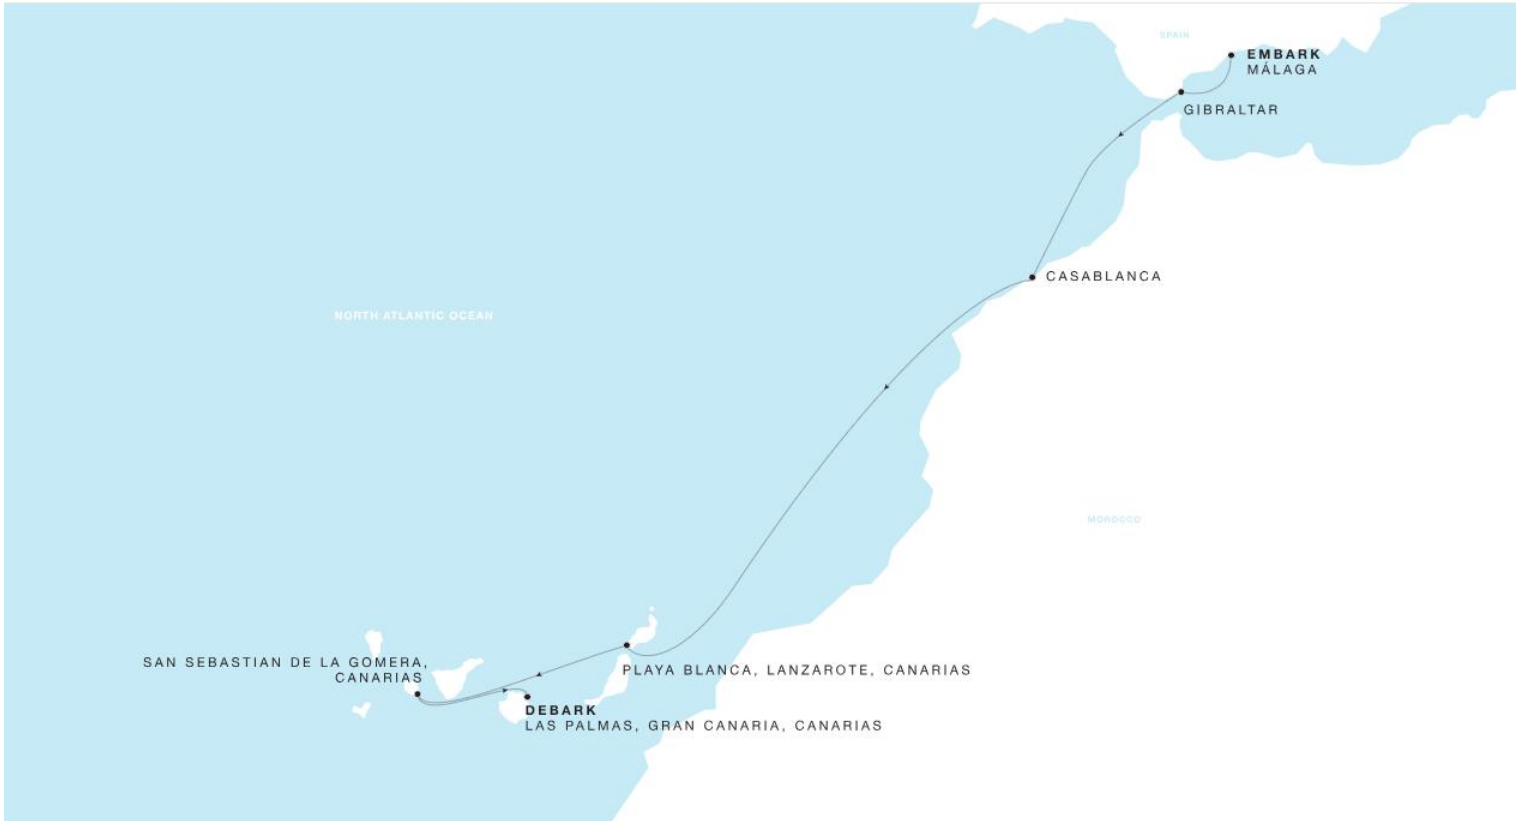 SPAIN
EMBARK
MÁLAGA
GIBRALTAR
CASABLANCA
NORTH ATLANTIC OCEAN
MOROCCO
SAN SEBASTIAN DE LA GOMERA,
CANARIAS
PLAYA BLANCA, LANZAROTE, CANARIAS
DEBARK
LAS PALMAS, GRAN CANARIA, CANARIAS